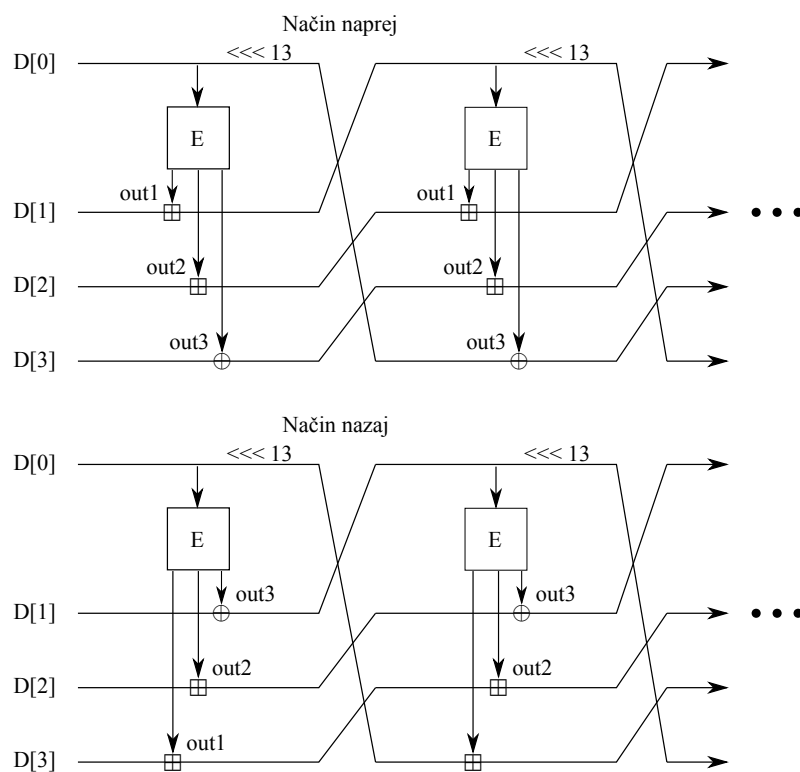 Način naprej
D[0] <<< 13 <<< 13
E E
out1 out1
D[1]
out2 out2
D[2]
out3 out3
D[3]
Način nazaj
D[0] <<< 13 <<< 13
E E
out3 out3
D[1]
out2 out2
D[2]
out1
D[3]